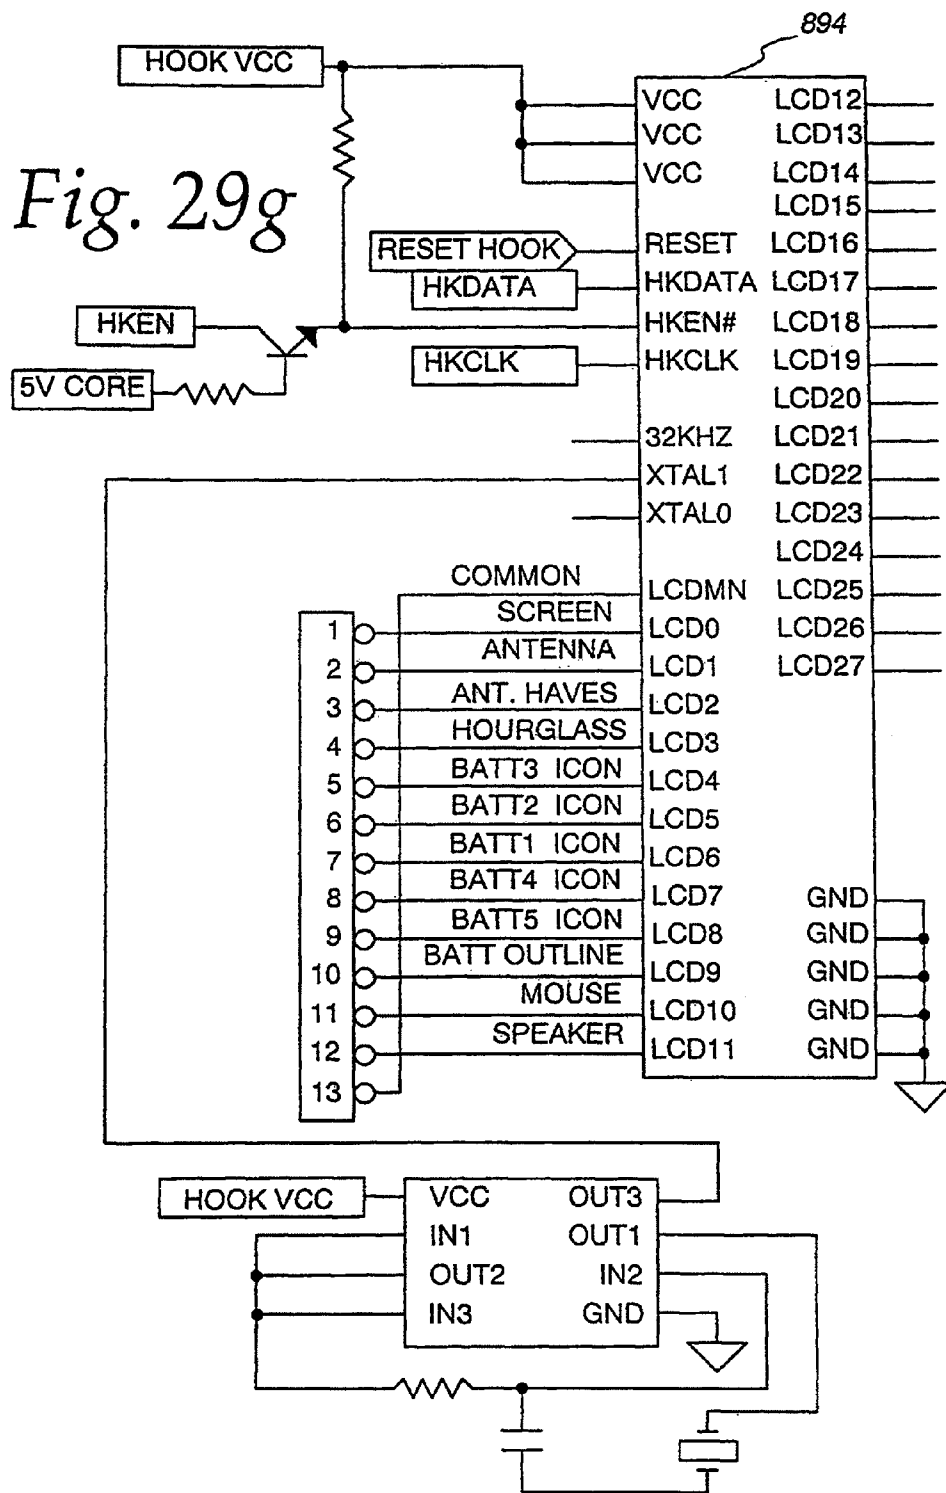 894
HOOK VCC
Fig. 29g
VCC LCD12
VCC LCD13
VCC LCD14
LCD15
RESET HOOK RESET LCD16
HKDATA HKDATA LCD17
HKEN HKEN# LCD18
HKCLK HKCLK LCD19
5V CORE
LCD20
32KHZ LCD21
XTAL1 LCD22
XTAL0 LCD23
LCD24
COMMON LCDMN LCD25
1 SCREEN LCD0 LCD26
2 ANTENNA LCD1 LCD27
3 ANT. HAVES LCD2
4 HOURGLASS LCD3
5 BATT3 ICON LCD4
6 BATT2 ICON LCD5
7 BATT1 ICON LCD6
8 BATT4 ICON LCD7 GND
9 BATT5 ICON LCD8 GND
10 BATT OUTLINE LCD9 GND
11 MOUSE LCD10 GND
12 SPEAKER LCD11 GND
13
HOOK VCC VCC OUT3
IN1 OUT1
OUT2 IN2
IN3 GND